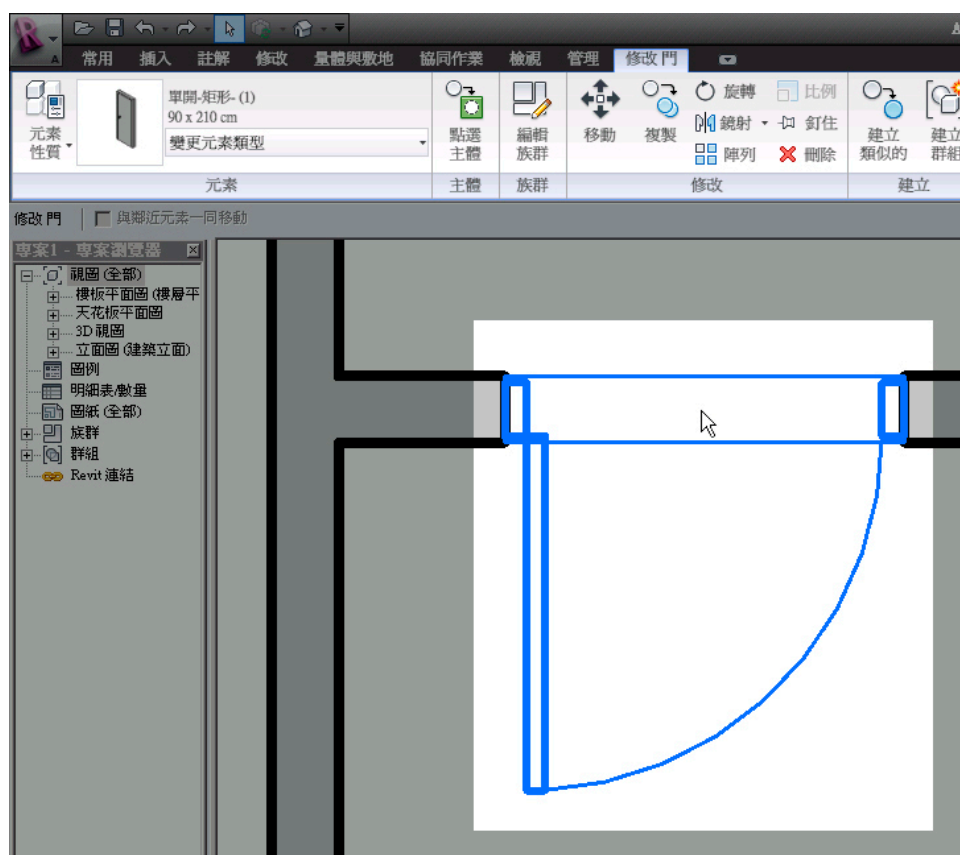 常用 插入 註解 修改 量體與敷地 協同作業 檢視 管理 修改 門
單開-矩形- (1)
90 x 210 cm
變更元素類型
元素
性質
點選
主體
編輯
族群
移動
複製
旋轉
比例
鏡射
釘住
陣列
刪除
建立
類似的
建立
群組
元素 主體 族群 修改 建立
修改 門 與鄰近元素一同移動
專案1 - 專案瀏覽器
視圖 (全部)
樓板平面圖 (樓層平
天花板平面圖
3D 視圖
立面圖 (建築立面)
圖例
明細表/數量
圖紙 (全部)
族群
群組
Revit 連結